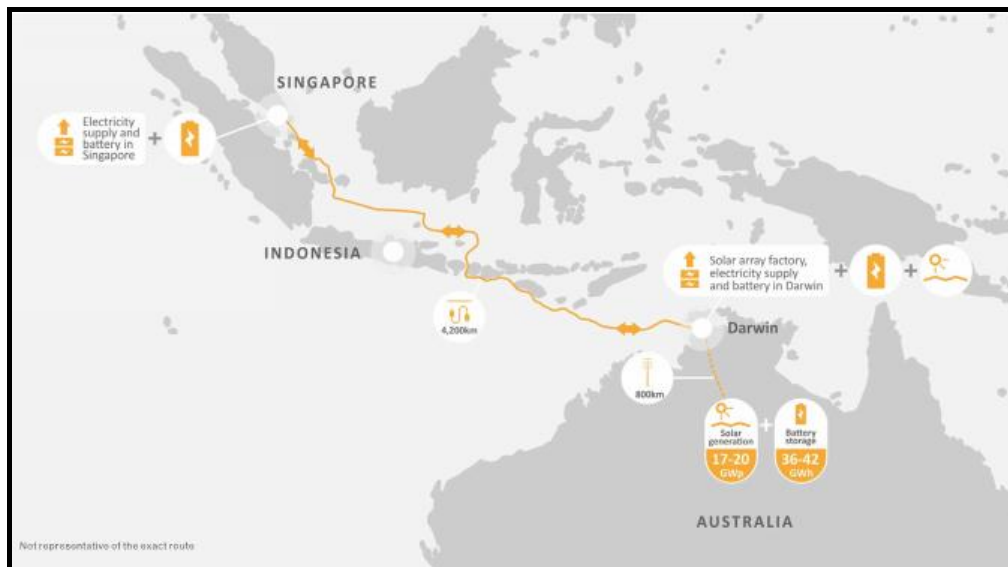 SINGAPORE
Electricity
supply and
battery in
Singapore
+
INDONESIA
Solar array factory,
electricity supply
and battery in Darwin
+
+
4,200km
Darwin
800km
Solar
generation
17-20
GWp
+
Battery
storage
36-42
GWh
AUSTRALIA
Not representative of the exact route